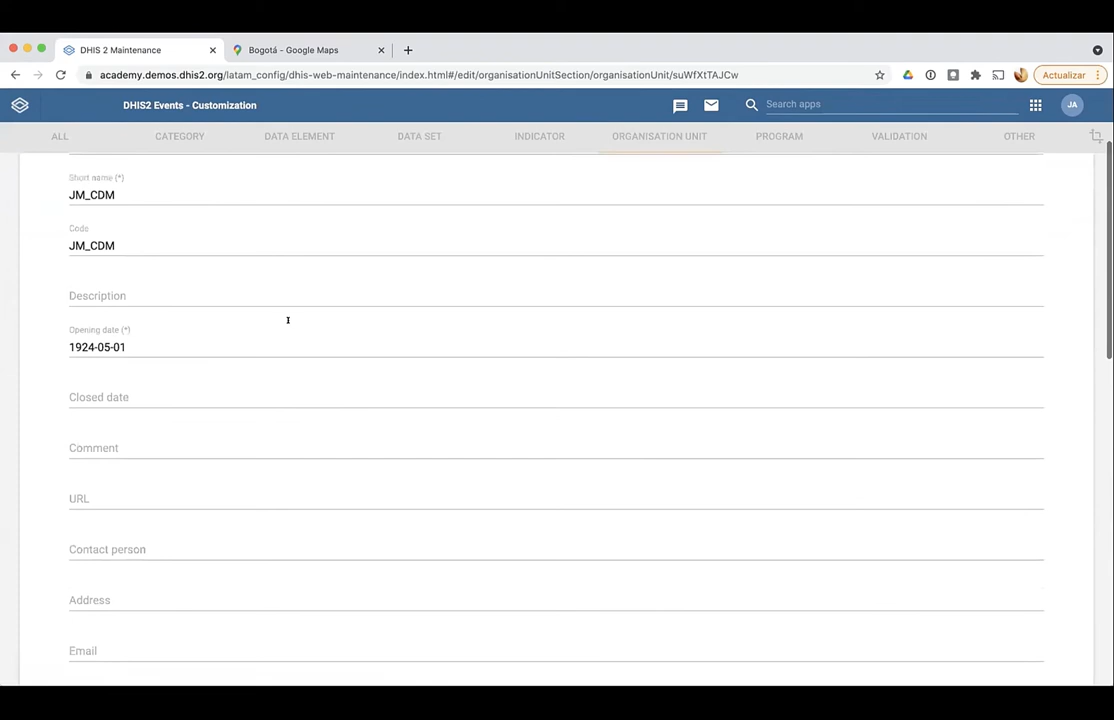 DHIS 2 Maintenance
Bogotá - Google Maps
academy.demos.dhis2.org/latam_config/dhis-web-maintenance/index.html#/edit/organisationUnitSection/organisationUnit/suWfXtTAJCw
Actualizar
DHIS2 Events - Customization
Search apps
JA
ALL CATEGORY DATA ELEMENT DATA SET INDICATOR ORGANISATION UNIT PROGRAM VALIDATION OTHER
Short name (*)
JM_CDM
Code
JM_CDM
Description
Opening date (*)
1924-05-01
Closed date
Comment
URL
Contact person
Address
Email